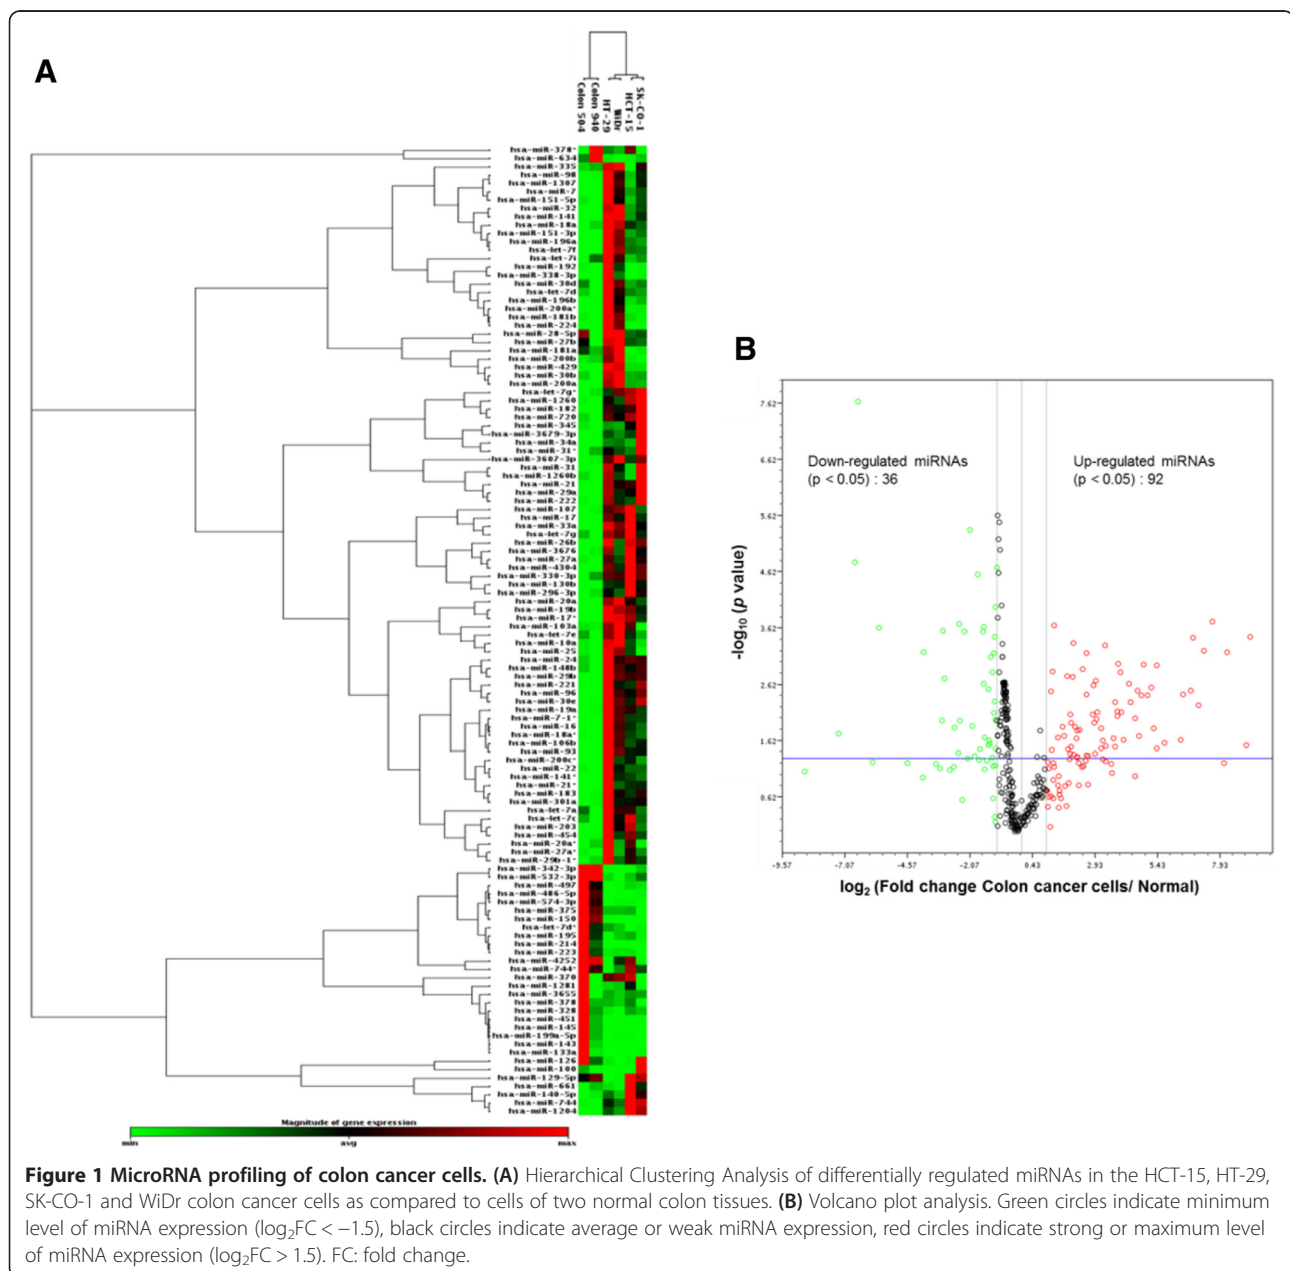 A
Colon 504
Colon 940
HT-29
WiDr
HCT-15
SK-CO-1
hsa-miR-378*
hsa-miR-634
hsa-miR-335
hsa-miR-98
hsa-miR-1307
hsa-miR-7
hsa-miR-151-5p
hsa-miR-32
hsa-miR-141
hsa-miR-18a
hsa-miR-151-3p
hsa-miR-196a
hsa-let-7f
hsa-let-7i
hsa-miR-192
hsa-miR-338-3p
hsa-miR-30d
hsa-let-7d
hsa-miR-196b
hsa-miR-200a*
hsa-miR-181b
hsa-miR-224
hsa-miR-28-5p
hsa-miR-27b
hsa-miR-181a
hsa-miR-200b
hsa-miR-429
hsa-miR-30b
hsa-miR-200a
hsa-let-7g*
hsa-miR-1260
hsa-miR-182
hsa-miR-720
hsa-miR-345
hsa-miR-3679-3p
hsa-miR-34a
hsa-miR-31*
hsa-miR-3607-3p
hsa-miR-31
hsa-miR-1260b
hsa-miR-21
hsa-miR-29a
hsa-miR-222
hsa-miR-107
hsa-miR-17
hsa-miR-33a
hsa-let-7g
hsa-miR-26b
hsa-miR-3676
hsa-miR-27a
hsa-miR-4304
hsa-miR-330-3p
hsa-miR-130b
hsa-miR-296-3p
hsa-miR-20a
hsa-miR-19b
hsa-miR-17*
hsa-miR-103a
hsa-let-7e
hsa-miR-10a
hsa-miR-25
hsa-miR-24
hsa-miR-148b
hsa-miR-29b
hsa-miR-221
hsa-miR-96
hsa-miR-30e
hsa-miR-19a
hsa-miR-7-1*
hsa-miR-16
hsa-miR-18a*
hsa-miR-106b
hsa-miR-93
hsa-miR-200c*
hsa-miR-22
hsa-miR-141*
hsa-miR-21*
hsa-miR-183
hsa-miR-301a
hsa-let-7a
hsa-let-7c
hsa-miR-203
hsa-miR-454
hsa-miR-20a*
hsa-miR-27a*
hsa-miR-29b-1*
hsa-miR-342-3p
hsa-miR-532-3p
hsa-miR-497
hsa-miR-486-5p
hsa-miR-574-3p
hsa-miR-375
hsa-miR-150
hsa-let-7d*
hsa-miR-195
hsa-miR-214
hsa-miR-223
hsa-miR-4252
hsa-miR-744*
hsa-miR-370
hsa-miR-1281
hsa-miR-3655
hsa-miR-378
hsa-miR-328
hsa-miR-451
hsa-miR-145
hsa-miR-199a-5p
hsa-miR-143
hsa-miR-133a
hsa-miR-126
hsa-miR-100
hsa-miR-129-5p
hsa-miR-661
hsa-miR-140-5p
hsa-miR-744
hsa-miR-1204
Magnitude of gene expression
min avg max
B
Down-regulated miRNAs
(p < 0.05) : 36
Up-regulated miRNAs
(p < 0.05) : 92
7.62
6.62
5.62
4.62
3.62
2.62
1.62
0.62
-log10 (p value)
-9.57 -7.07 -4.57 -2.07 0.43 2.93 5.43 7.93
log2 (Fold change Colon cancer cells/ Normal)
Figure 1 MicroRNA profiling of colon cancer cells. (A) Hierarchical Clustering Analysis of differentially regulated miRNAs in the HCT-15, HT-29,
SK-CO-1 and WiDr colon cancer cells as compared to cells of two normal colon tissues. (B) Volcano plot analysis. Green circles indicate minimum
level of miRNA expression (log2FC < −1.5), black circles indicate average or weak miRNA expression, red circles indicate strong or maximum level
of miRNA expression (log2FC > 1.5). FC: fold change.